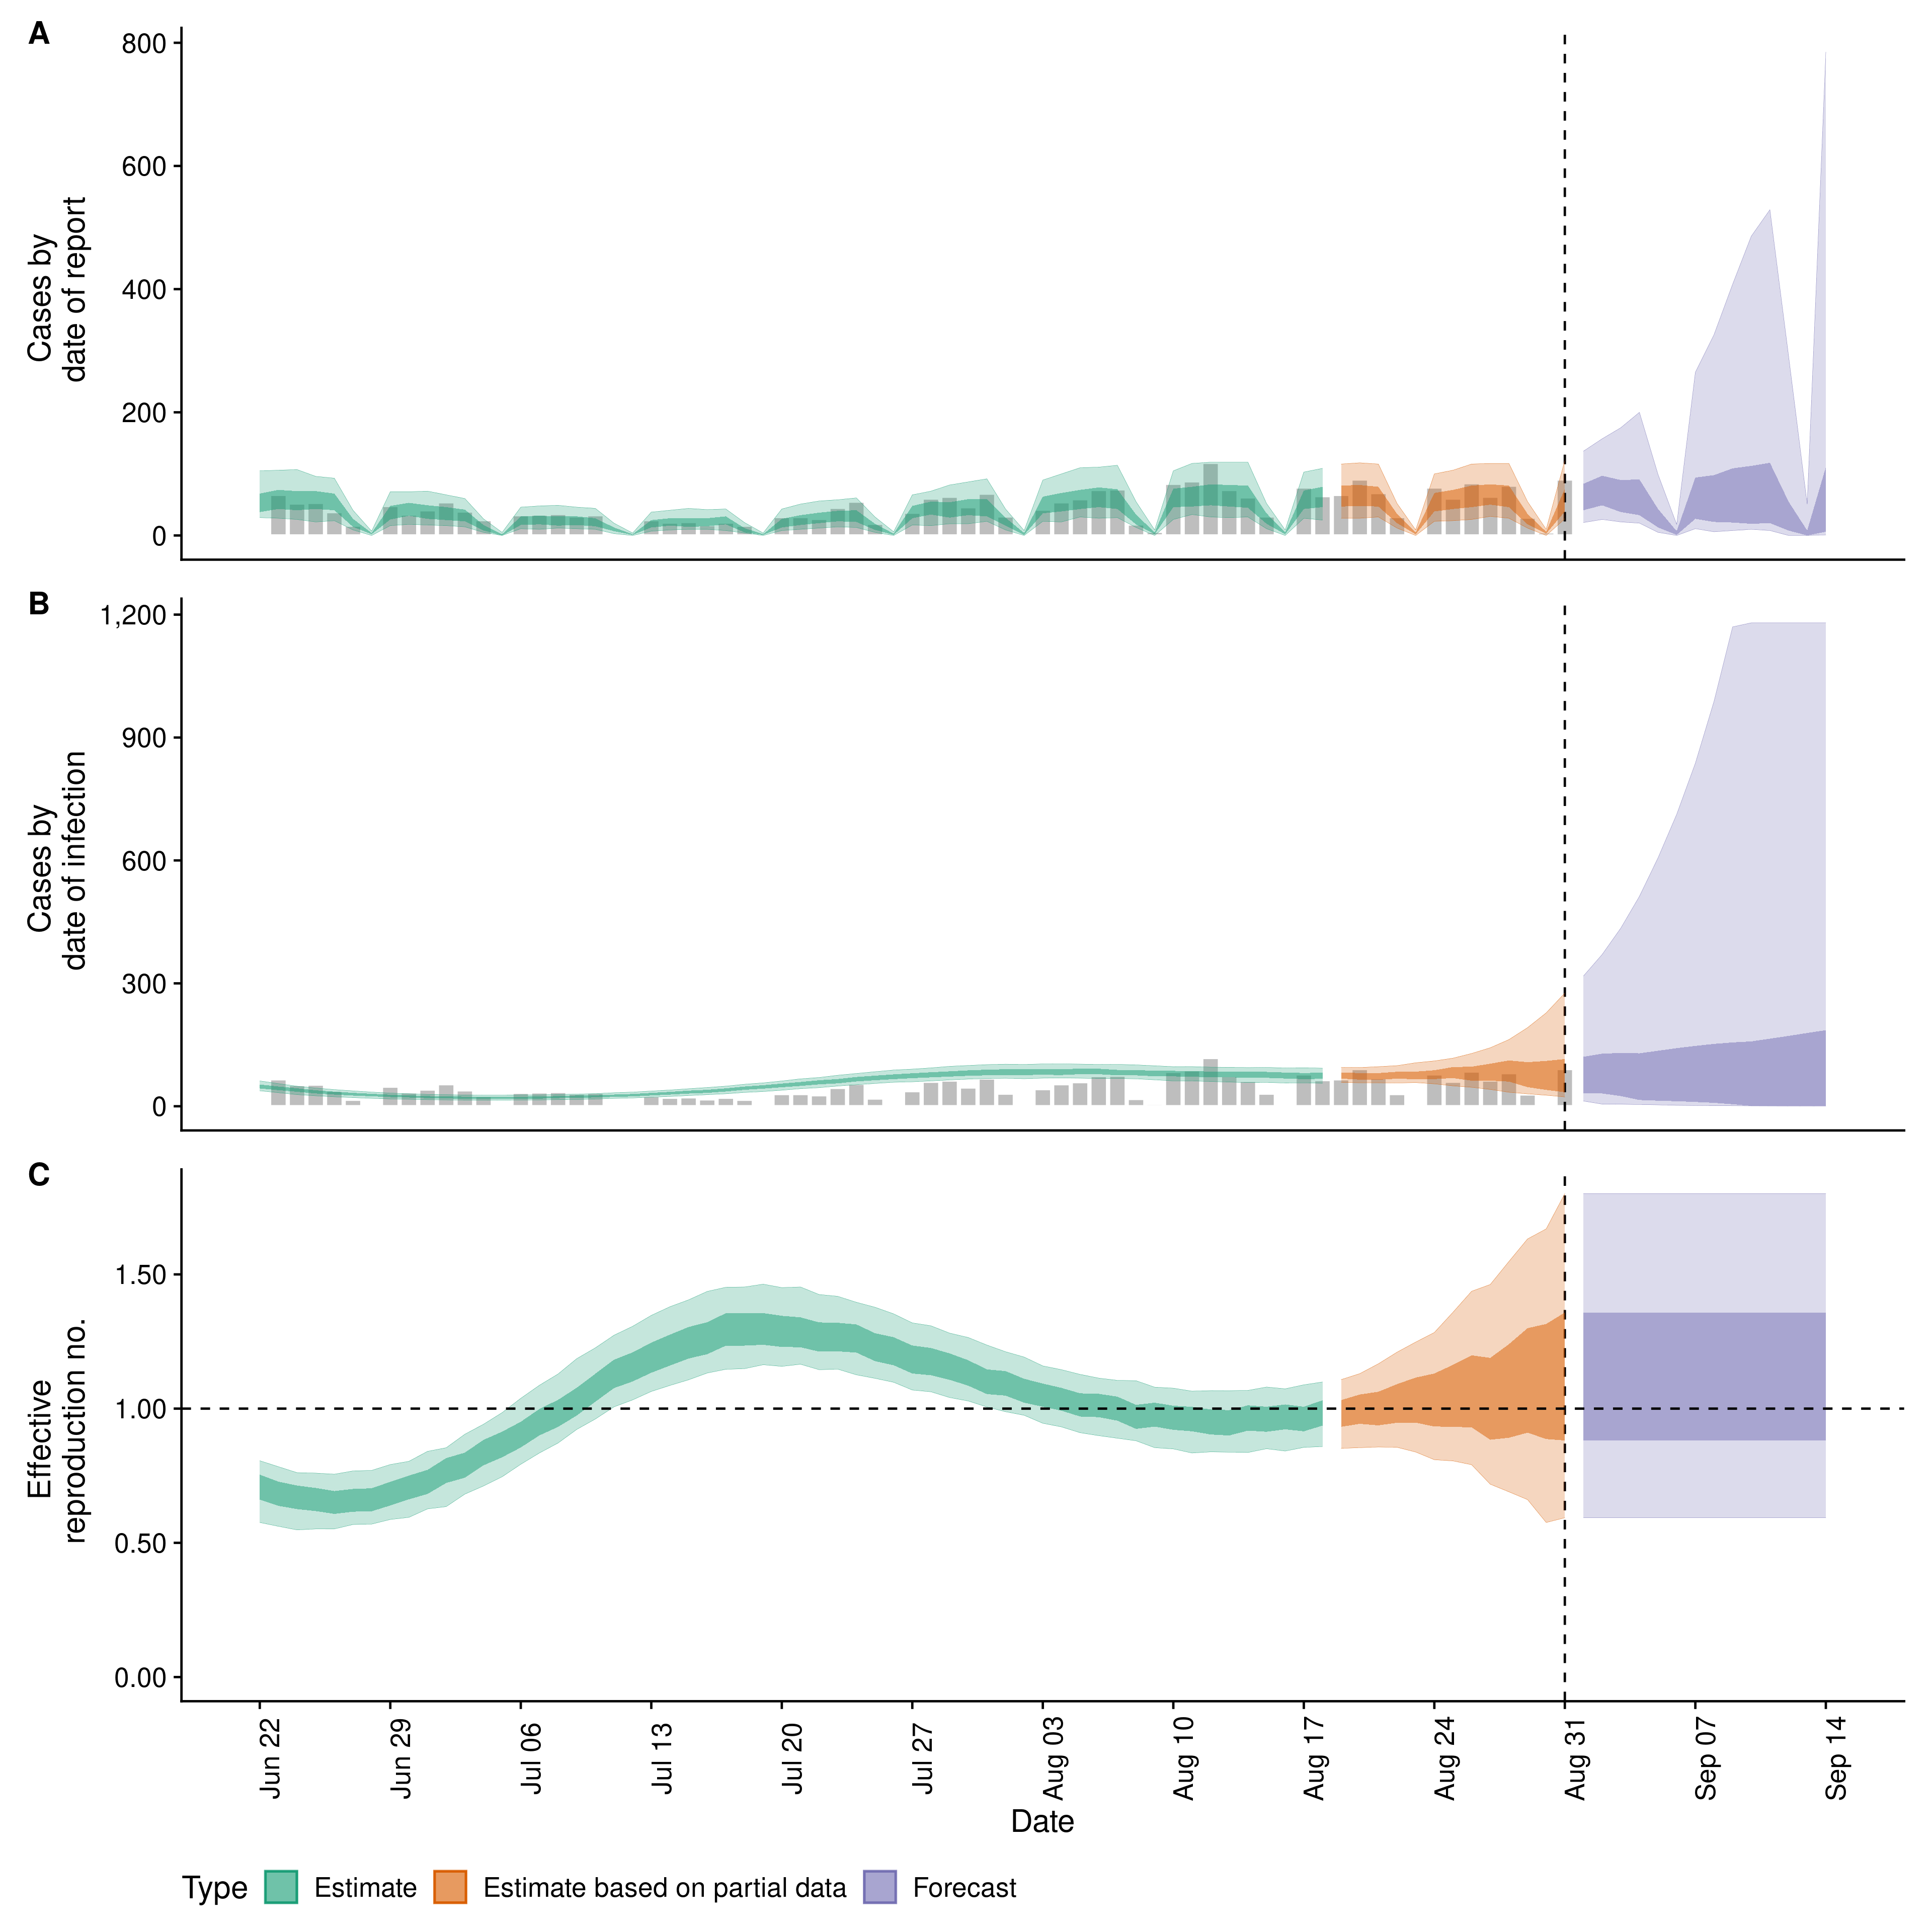 A
800
600
400
200
0
Cases by
date of report
B
1,200
900
600
300
0
Cases by
date of infection
C
1.50
1.00
0.50
0.00
Effective
reproduction no.
Jun 22
Jun 29
Jul 06
Jul 13
Jul 20
Jul 27
Aug 03
Aug 10
Aug 17
Aug 24
Aug 31
Sep 07
Sep 14
Date
Type Estimate Estimate based on partial data Forecast